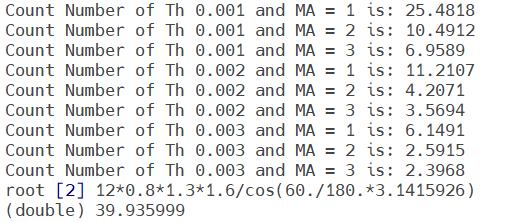 Count Number of Th 0.001 and MA = 1 is: 25.4818
Count Number of Th 0.001 and MA = 2 is: 10.4912
Count Number of Th 0.001 and MA = 3 is: 6.9589
Count Number of Th 0.002 and MA = 1 is: 11.2107
Count Number of Th 0.002 and MA = 2 is: 4.2071
Count Number of Th 0.002 and MA = 3 is: 3.5694
Count Number of Th 0.003 and MA = 1 is: 6.1491
Count Number of Th 0.003 and MA = 2 is: 2.5915
Count Number of Th 0.003 and MA = 3 is: 2.3968
root [2] 12*0.8*1.3*1.6/cos(60./180.*3.1415926)
(double) 39.935999